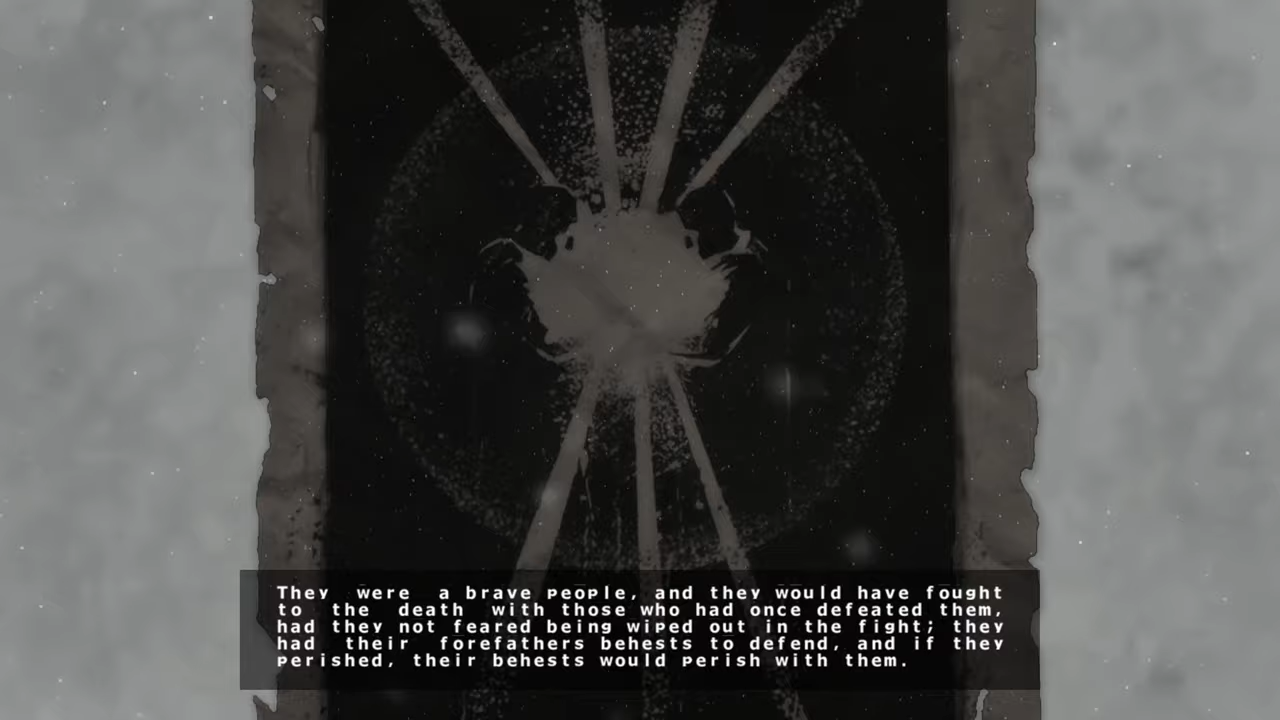 They were a brave people, and they would have fought
to the death with those who had once defeated them,
had they not feared being wiped out in the fight; they
had their forefathers behests to defend, and if they
perished, their behests would perish with them.